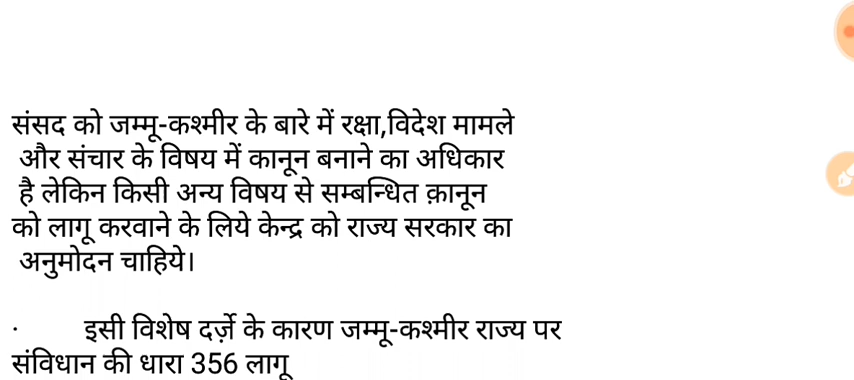 संसद को जम्मू-कश्मीर के बारे में रक्षा,विदेश मामले
और संचार के विषय में कानून बनाने का अधिकार
है लेकिन किसी अन्य विषय से सम्बन्धित क़ानून
को लागू करवाने के लिये केन्द्र को राज्य सरकार का
अनुमोदन चाहिये।
· इसी विशेष दर्ज़े के कारण जम्मू-कश्मीर राज्य पर
संविधान की धारा 356 लागू